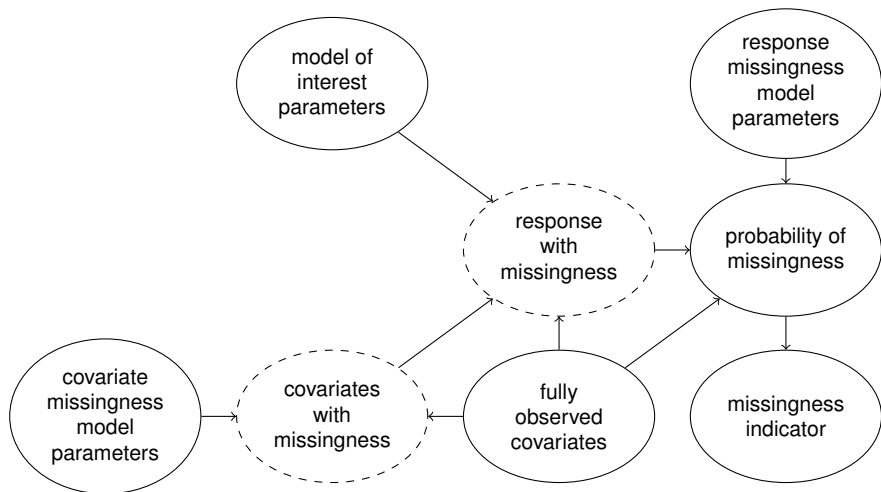 model of
interest
parameters
response
missingness
model
parameters
response
with
missingness
probability of
missingness
covariate
missingness
model
parameters
covariates
with
missingness
fully
observed
covariates
missingness
indicator